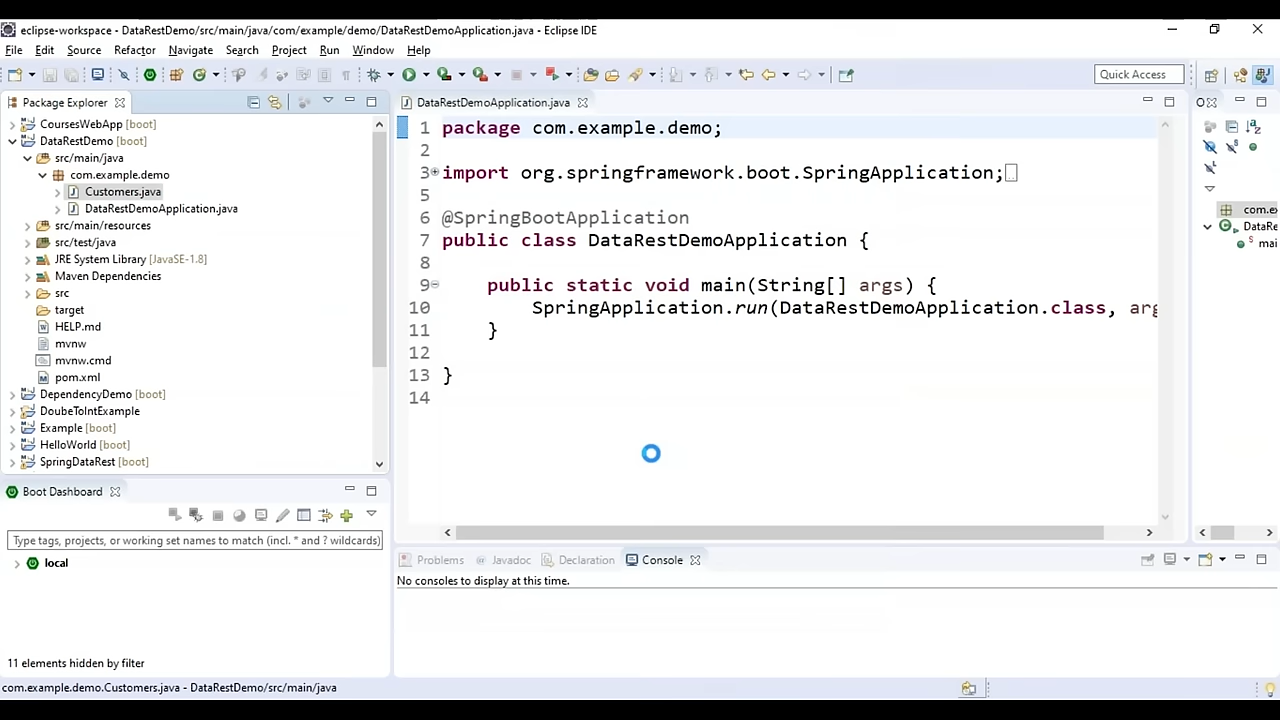 eclipse-workspace - DataRestDemo/src/main/java/com/example/demo/DataRestDemoApplication.java - Eclipse IDE
File Edit Source Refactor Navigate Search Project Run Window Help
Quick Access
Package Explorer
CoursesWebApp [boot]
DataRestDemo [boot]
src/main/java
com.example.demo
Customers.java
DataRestDemoApplication.java
src/main/resources
src/test/java
JRE System Library [JavaSE-1.8]
Maven Dependencies
src
target
HELP.md
mvnw
mvnw.cmd
pom.xml
DependencyDemo [boot]
DoubeToIntExample
Example [boot]
HelloWorld [boot]
SpringDataRest [boot]
Boot Dashboard
Type tags, projects, or working set names to match (incl. * and ? wildcards)
local
11 elements hidden by filter
DataRestDemoApplication.java
1 package com.example.demo;
2
3 import org.springframework.boot.SpringApplication;
5
6 @SpringBootApplication
7 public class DataRestDemoApplication {
8
9 public static void main(String[] args) {
10 SpringApplication.run(DataRestDemoApplication.class, arg
11 }
12
13 }
14
com.e
DataRe
mai
Problems Javadoc Declaration Console
No consoles to display at this time.
com.example.demo.Customers.java - DataRestDemo/src/main/java